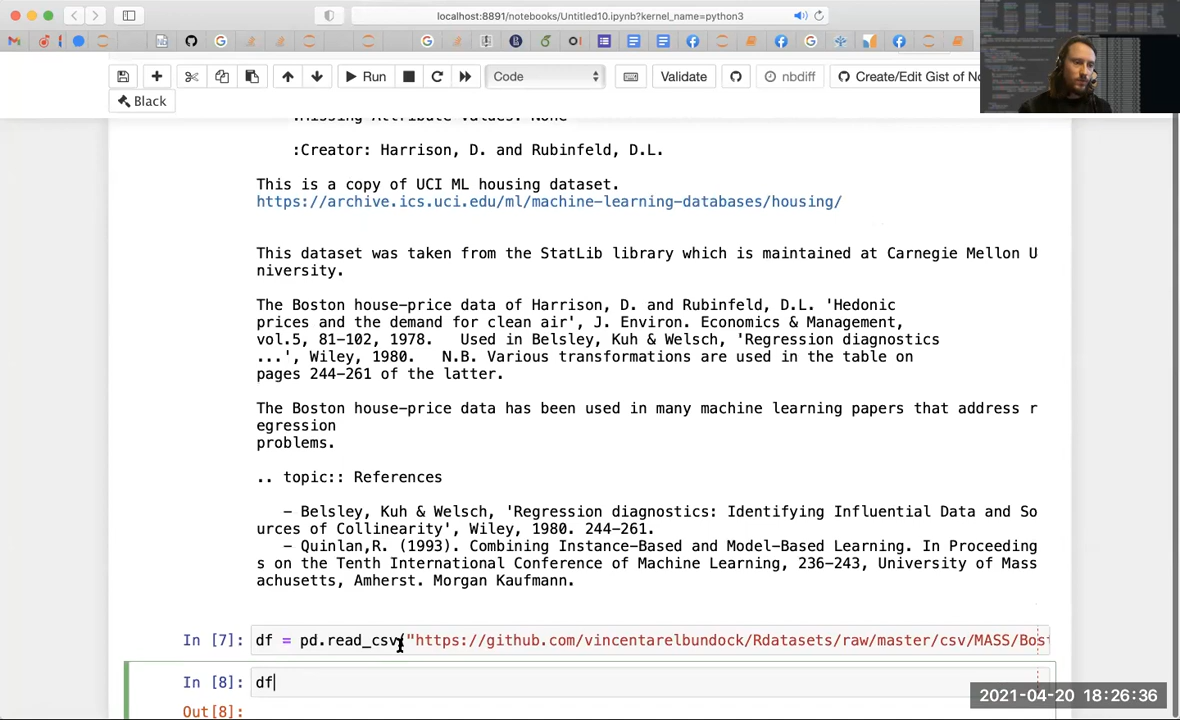 localhost:8891/notebooks/Untitled10.ipynb?kernel_name=python3
Run
Code
Validate
nbdiff
Create/Edit Gist of No
Black
:Missing Attribute Values: None
:Creator: Harrison, D. and Rubinfeld, D.L.
This is a copy of UCI ML housing dataset.
https://archive.ics.uci.edu/ml/machine-learning-databases/housing/
This dataset was taken from the StatLib library which is maintained at Carnegie Mellon U
niversity.
The Boston house-price data of Harrison, D. and Rubinfeld, D.L. 'Hedonic
prices and the demand for clean air', J. Environ. Economics & Management,
vol.5, 81-102, 1978.   Used in Belsley, Kuh & Welsch, 'Regression diagnostics
...', Wiley, 1980.   N.B. Various transformations are used in the table on
pages 244-261 of the latter.
The Boston house-price data has been used in many machine learning papers that address r
egression
problems.
.. topic:: References
- Belsley, Kuh & Welsch, 'Regression diagnostics: Identifying Influential Data and So
urces of Collinearity', Wiley, 1980. 244-261.
- Quinlan,R. (1993). Combining Instance-Based and Model-Based Learning. In Proceeding
s on the Tenth International Conference of Machine Learning, 236-243, University of Mass
achusetts, Amherst. Morgan Kaufmann.
In [7]: df = pd.read_csv("https://github.com/vincentarelbundock/Rdatasets/raw/master/csv/MASS/Bos
In [8]: df
Out[8]:
2021-04-20 18:26:36